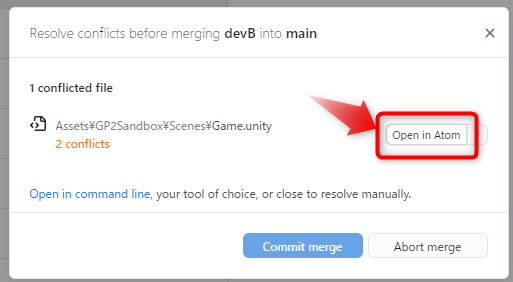 Resolve conflicts before merging devB into main
1 conflicted file
Assets¥GP2Sandbox¥Scenes¥Game.unity
2 conflicts
Open in Atom
Open in command line, your tool of choice, or close to resolve manually.
Commit merge
Abort merge